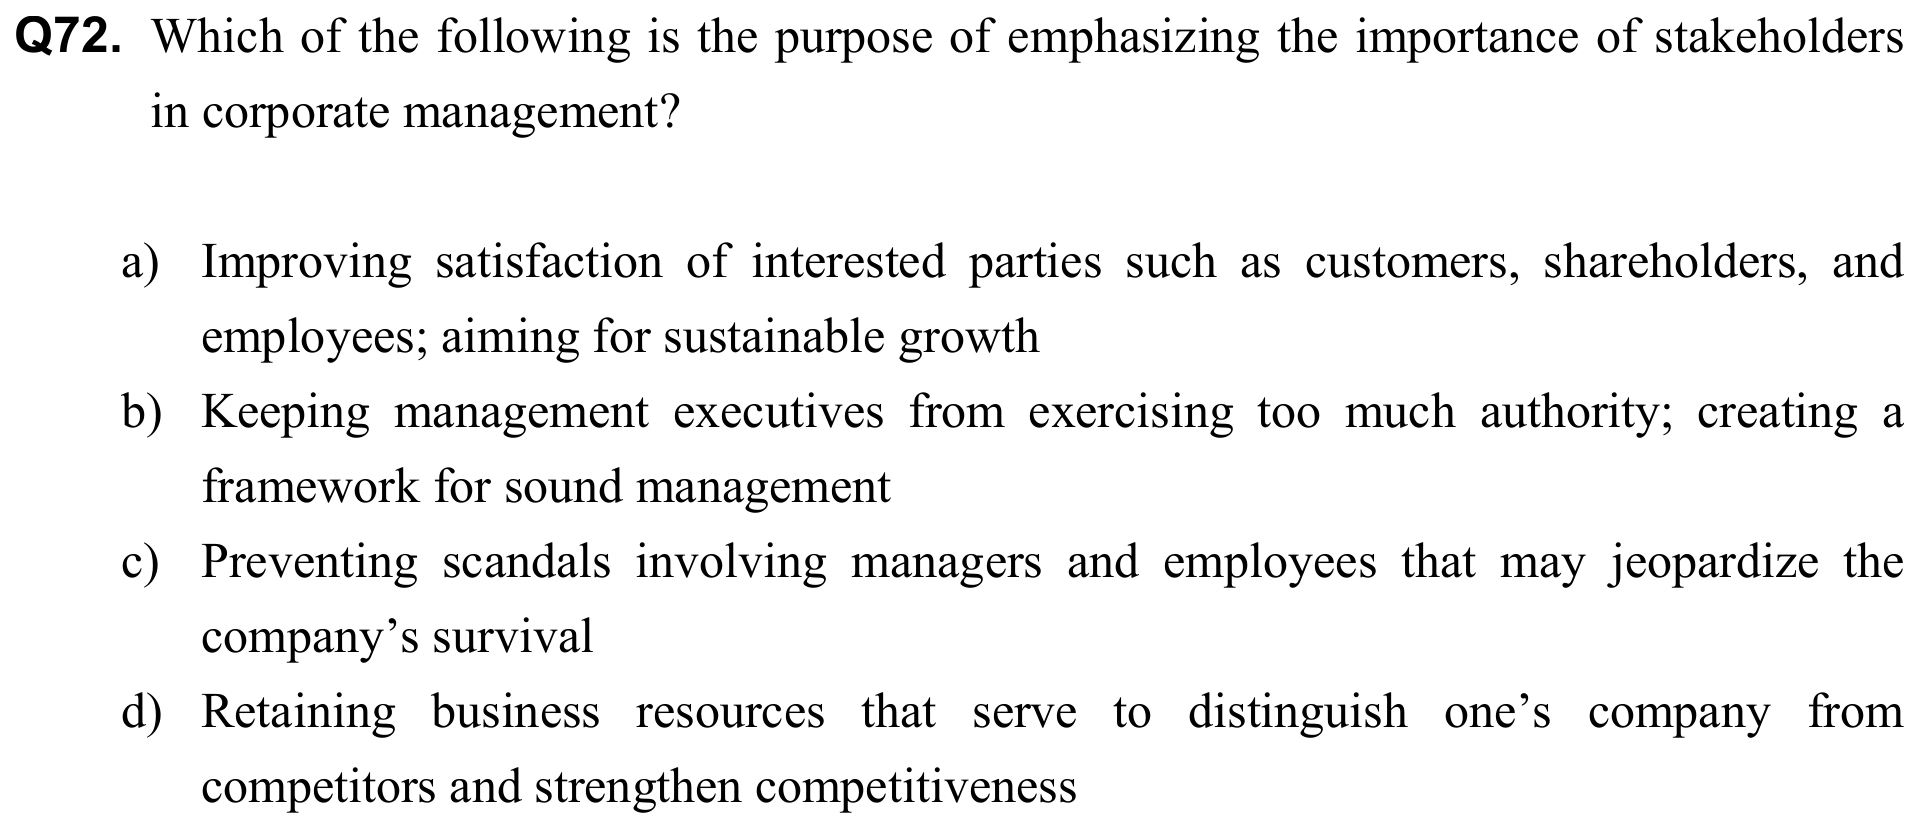 Q72. Which of the following is the purpose of emphasizing the importance of stakeholders
in corporate management?
a) Improving satisfaction of interested parties such as customers, shareholders, and
employees; aiming for sustainable growth
b) Keeping management executives from exercising too much authority; creating a
framework for sound management
c) Preventing scandals involving managers and employees that may jeopardize the
company’s survival
d) Retaining business resources that serve to distinguish one’s company from
competitors and strengthen competitiveness